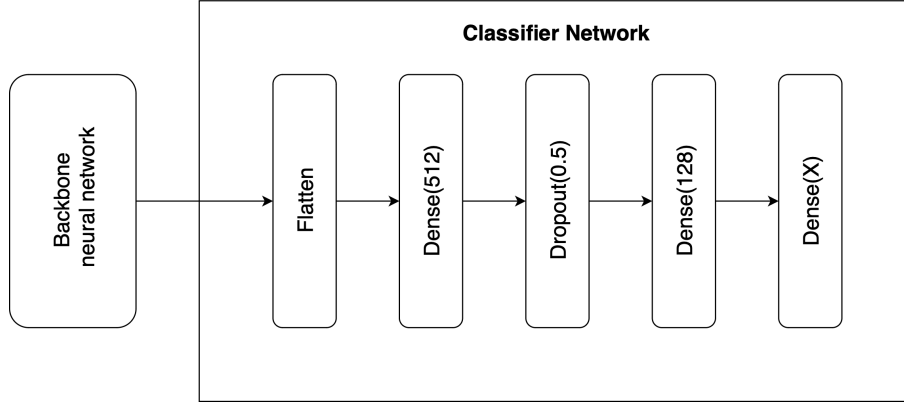 Classifier Network
Backbone
neural network
Flatten
Dense(512)
Dropout(0.5)
Dense(128)
Dense(X)